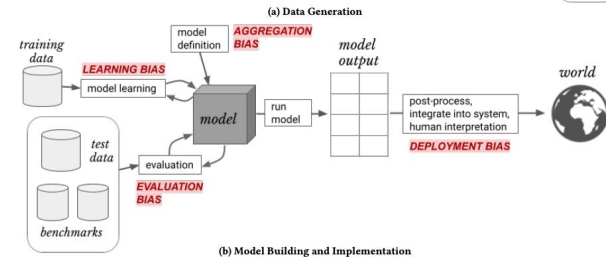 (a) Data Generation
training
data
LEARNING BIAS
model learning
model
definition
AGGREGATION
BIAS
model
run
model
model
output
post-process,
integrate into system,
human interpretation
DEPLOYMENT BIAS
world
test
data
benchmarks
evaluation
EVALUATION
BIAS
(b) Model Building and Implementation